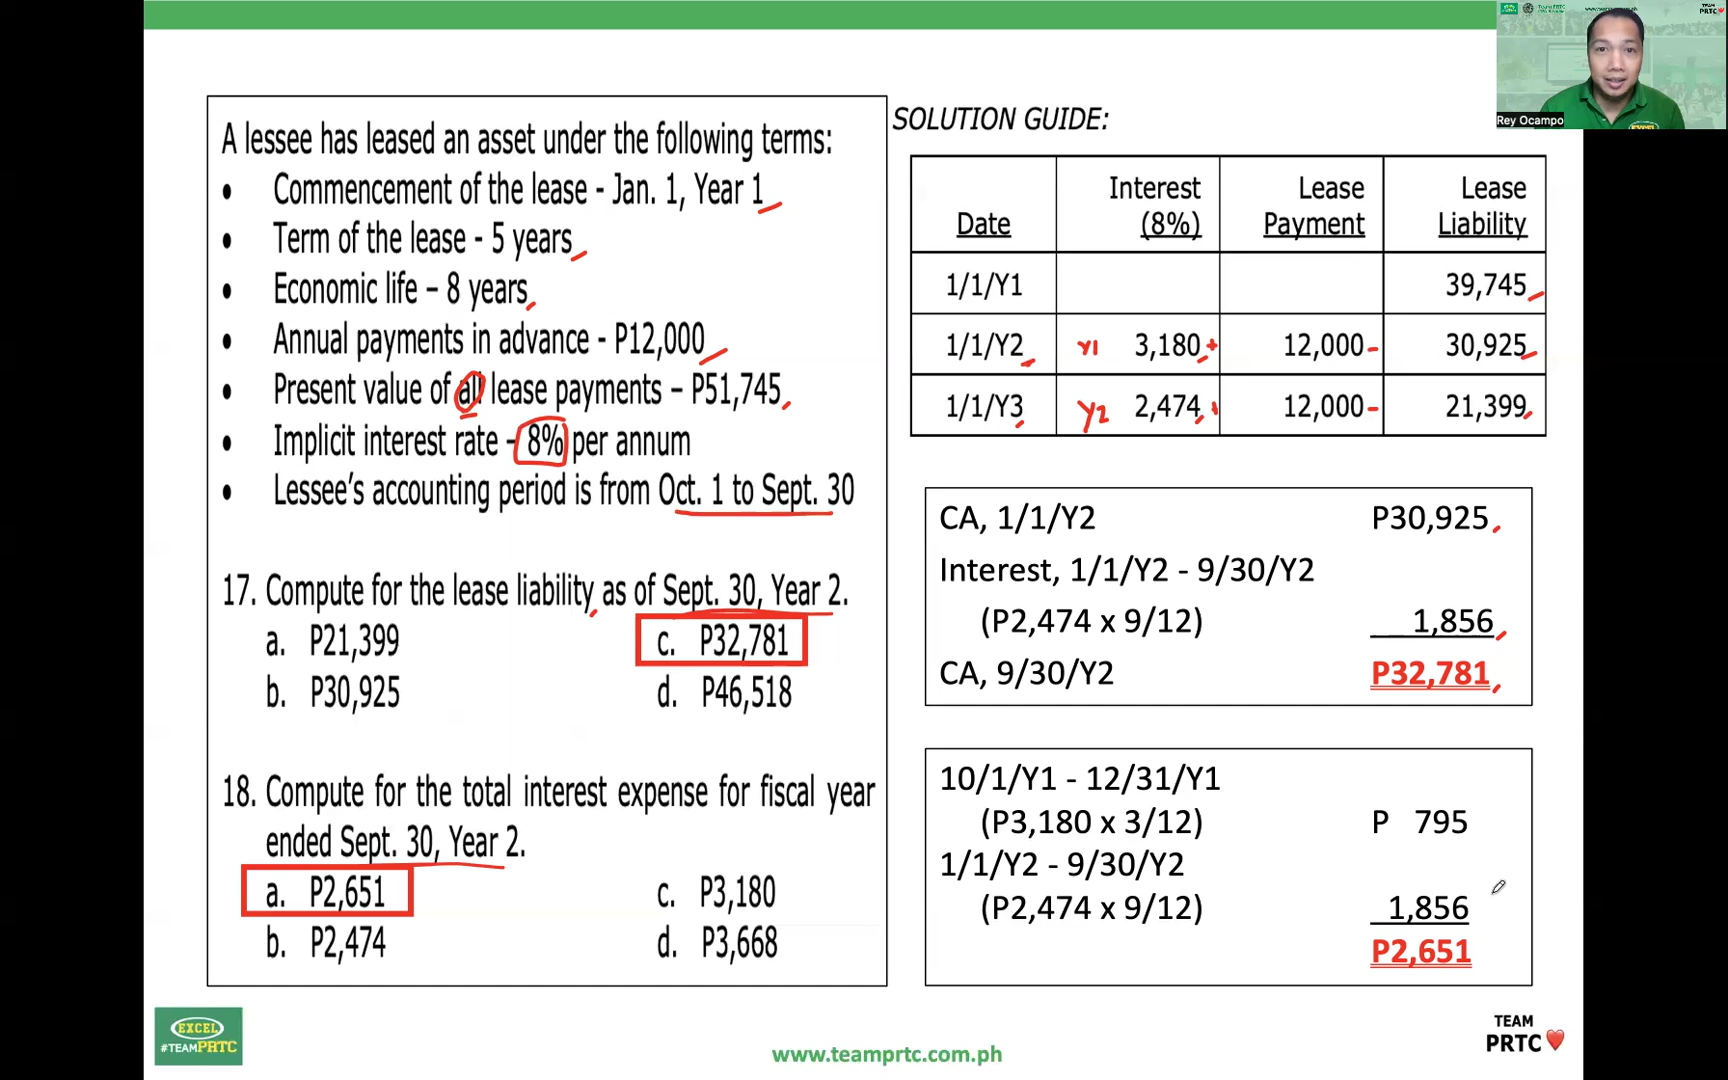 A lessee has leased an asset under the following terms:
• Commencement of the lease - Jan. 1, Year 1
• Term of the lease - 5 years
• Economic life – 8 years
• Annual payments in advance - P12,000
• Present value of all lease payments – P51,745
• Implicit interest rate - 8% per annum
• Lessee's accounting period is from Oct. 1 to Sept. 30
17. Compute for the lease liability as of Sept. 30, Year 2.
a. P21,399 c. P32,781
b. P30,925 d. P46,518
18. Compute for the total interest expense for fiscal year
ended Sept. 30, Year 2.
a. P2,651 c. P3,180
b. P2,474 d. P3,668
SOLUTION GUIDE:
Interest Lease Lease
Date (8%) Payment Liability
1/1/Y1 39,745
1/1/Y2 Y1 3,180 + 12,000 - 30,925
1/1/Y3 Y2 2,474 + 12,000 - 21,399
CA, 1/1/Y2 P30,925
Interest, 1/1/Y2 - 9/30/Y2
(P2,474 x 9/12) 1,856
CA, 9/30/Y2 P32,781
10/1/Y1 - 12/31/Y1
(P3,180 x 3/12) P 795
1/1/Y2 - 9/30/Y2
(P2,474 x 9/12) 1,856
P2,651
Rey Ocampo
EXCEL
#TEAMPRTC
www.teamprtc.com.ph
TEAM
PRTC